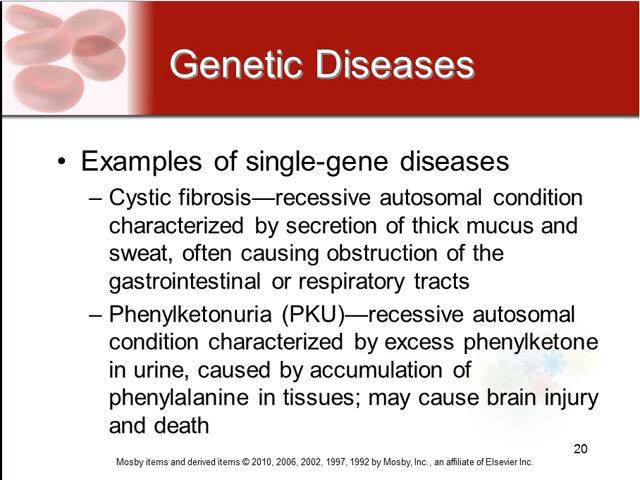 Genetic Diseases
• Examples of single-gene diseases
– Cystic fibrosis—recessive autosomal condition
characterized by secretion of thick mucus and
sweat, often causing obstruction of the
gastrointestinal or respiratory tracts
– Phenylketonuria (PKU)—recessive autosomal
condition characterized by excess phenylketone
in urine, caused by accumulation of
phenylalanine in tissues; may cause brain injury
and death
20
Mosby items and derived items © 2010, 2006, 2002, 1997, 1992 by Mosby, Inc., an affiliate of Elsevier Inc.